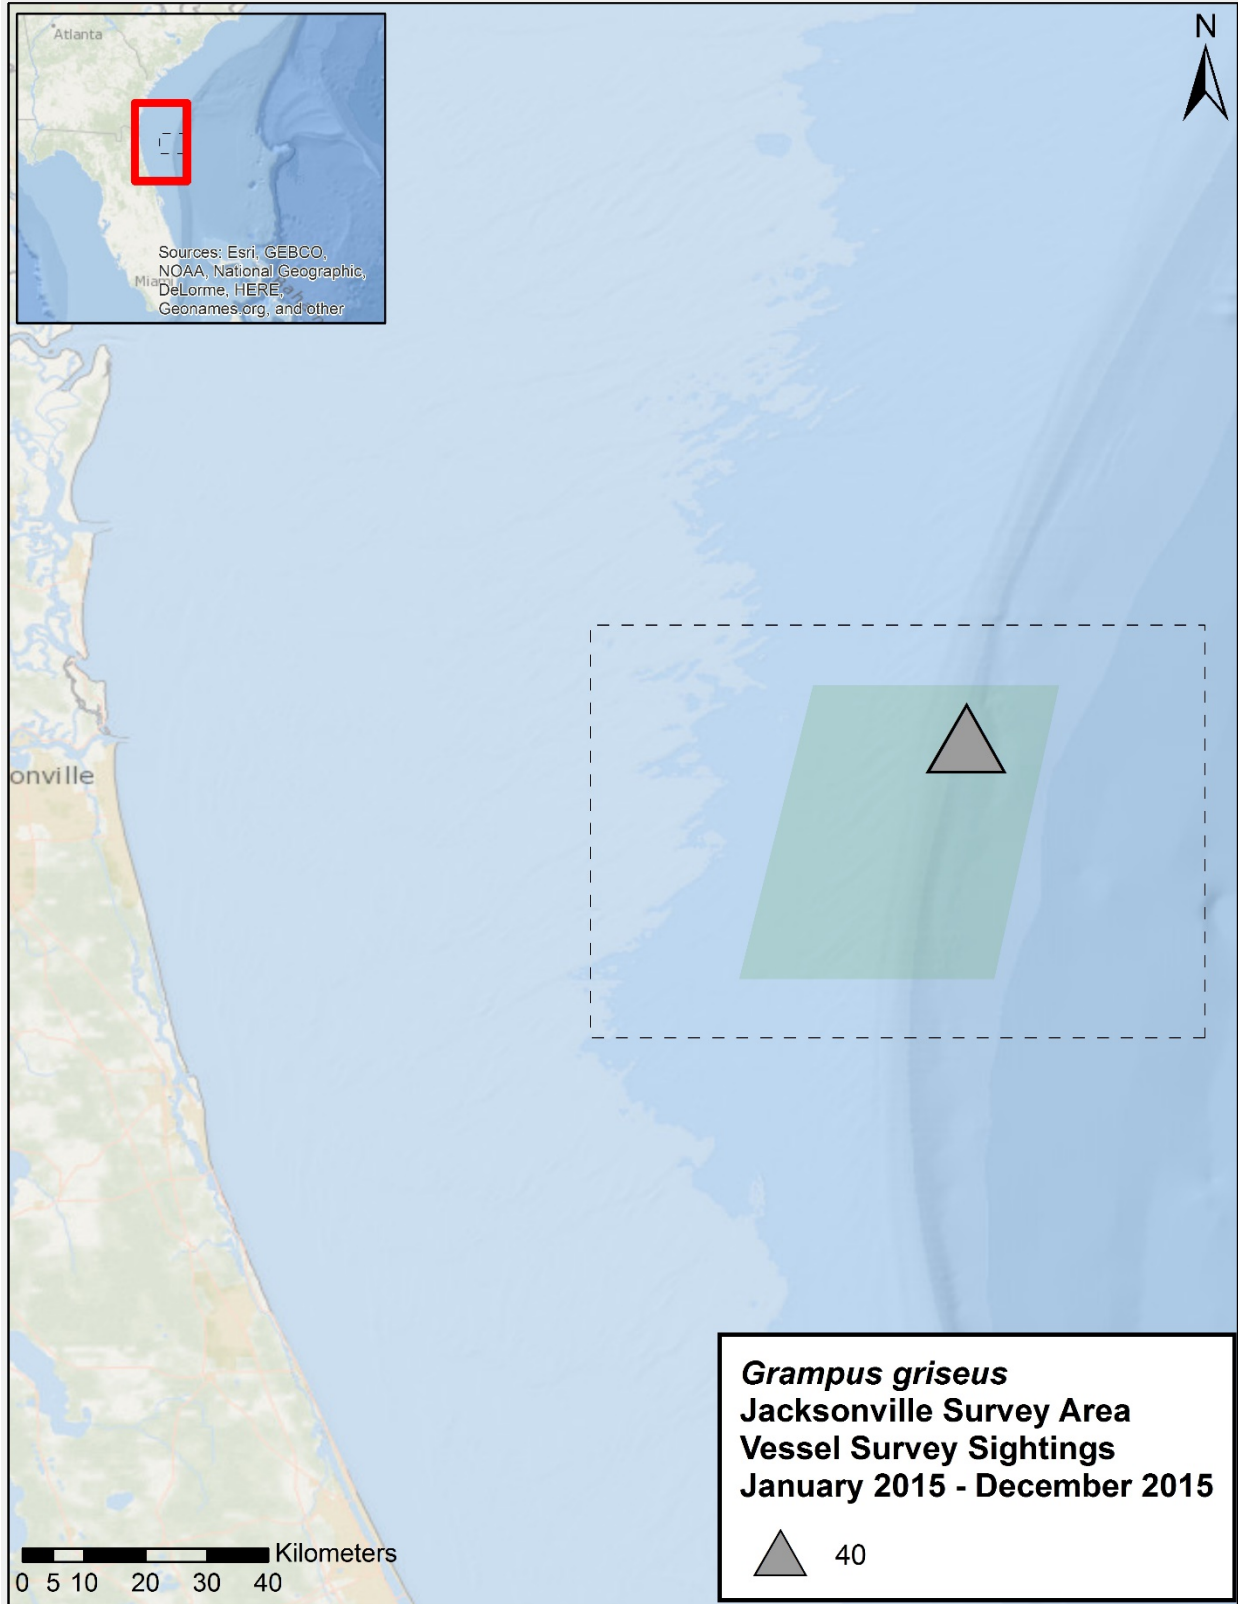 Atlanta
Miami
Sources: Esri, GEBCO,
NOAA, National Geographic,
DeLorme, HERE,
Geonames.org, and other
N
onville
Grampus griseus
Jacksonville Survey Area
Vessel Survey Sightings
January 2015 - December 2015
40
Kilometers
0 5 10 20 30 40